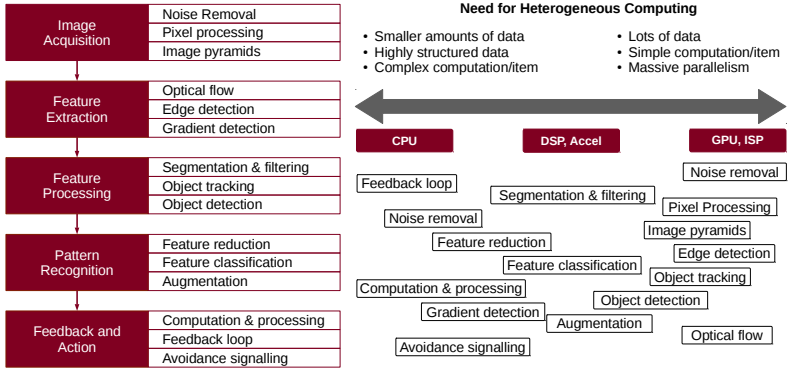 Image
Acquisition
Noise Removal
Pixel processing
Image pyramids
Feature
Extraction
Optical flow
Edge detection
Gradient detection
Feature
Processing
Segmentation & filtering
Object tracking
Object detection
Pattern
Recognition
Feature reduction
Feature classification
Augmentation
Feedback and
Action
Computation & processing
Feedback loop
Avoidance signalling
Need for Heterogeneous Computing
• Smaller amounts of data
• Highly structured data
• Complex computation/item
• Lots of data
• Simple computation/item
• Massive parallelism
CPU
DSP, Accel
GPU, ISP
Noise removal
Feedback loop
Segmentation & filtering
Pixel Processing
Noise removal
Image pyramids
Feature reduction
Edge detection
Feature classification
Object tracking
Computation & processing
Object detection
Gradient detection
Augmentation
Optical flow
Avoidance signalling